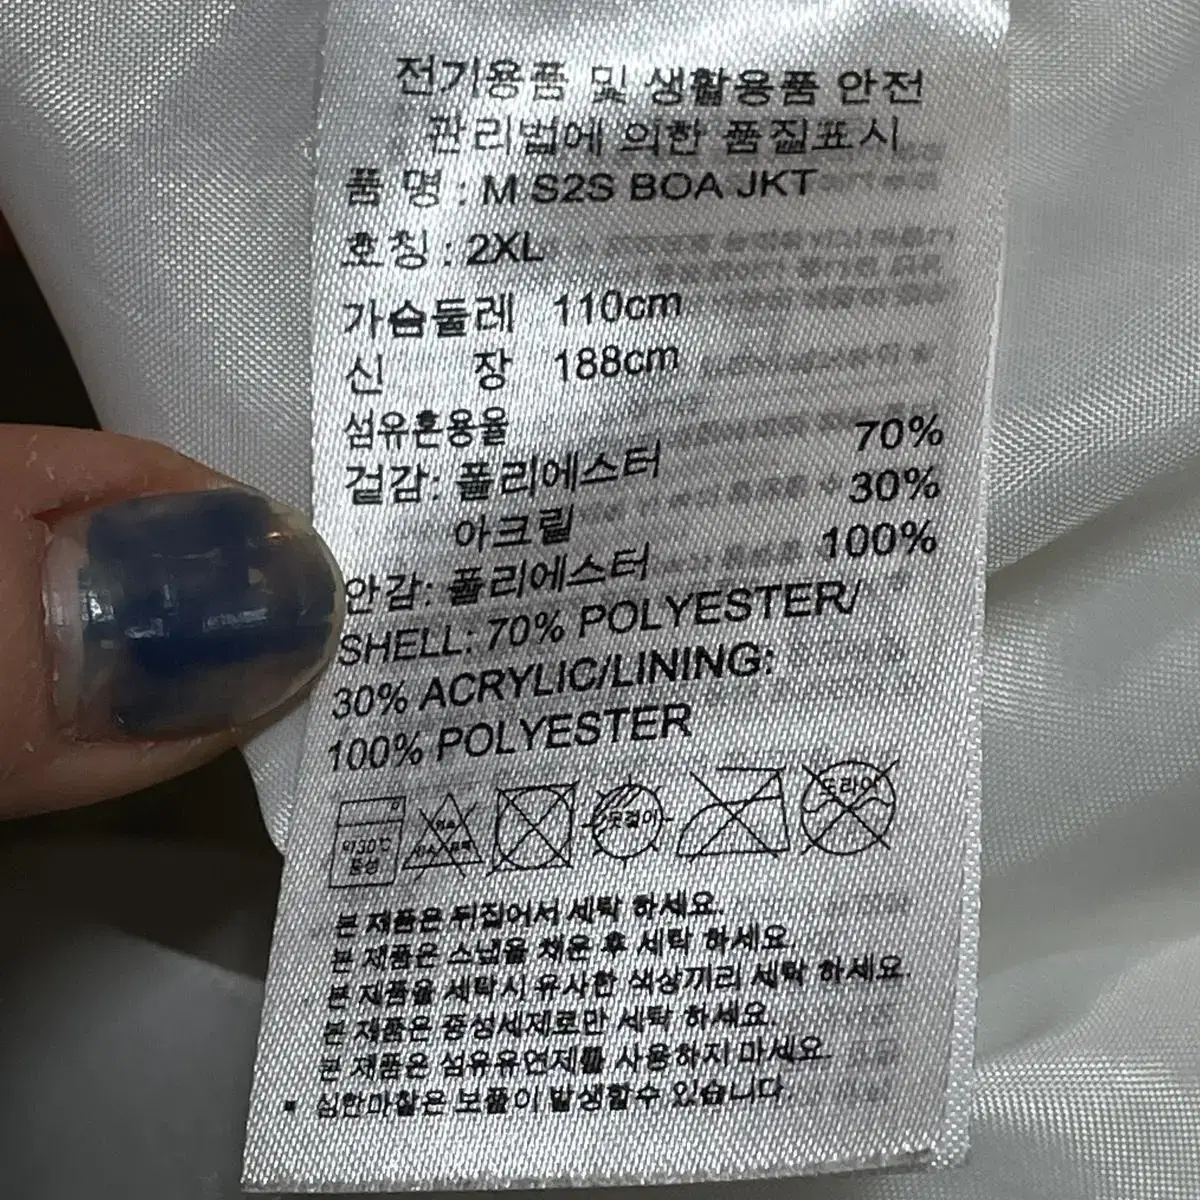 전기용품 및 생활용품 안전
관리법에 의한 품질표시
품 명 : M S2S BOA JKT
호칭 : 2XL
가슴둘레 110cm
신 장 188cm
섬유혼용율
겉감: 폴리에스터 70%
아크릴 30%
안감: 폴리에스터 100%
SHELL: 70% POLYESTER/
30% ACRYLIC/LINING:
100% POLYESTER
약30℃ 중성 옷걸이 드라이
본 제품은 뒤집어서 세탁 하세요.
본 제품은 스냅을 채운 후 세탁 하세요.
본 제품을 세탁시 유사한 색상끼리 세탁 하세요.
본 제품은 중성세제로만 세탁 하세요.
본 제품은 섬유유연제를 사용하지 마세요.
* 심한마찰은 보풀이 발생할수 있습니다.